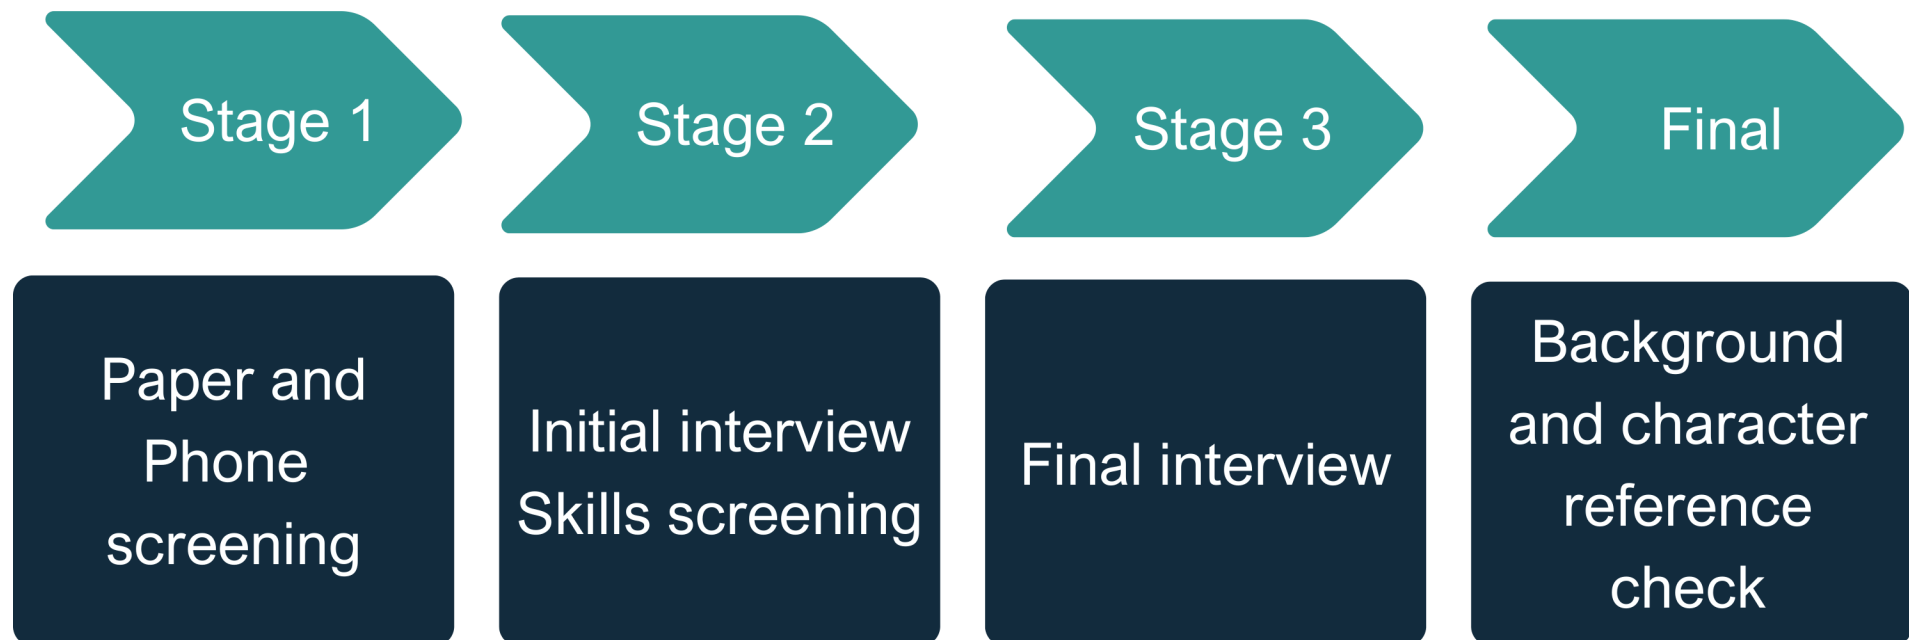 Stage 1
Stage 2
Stage 3
Final
Paper and
Phone
screening
Initial interview
Skills screening
Final interview
Background
and character
reference
check